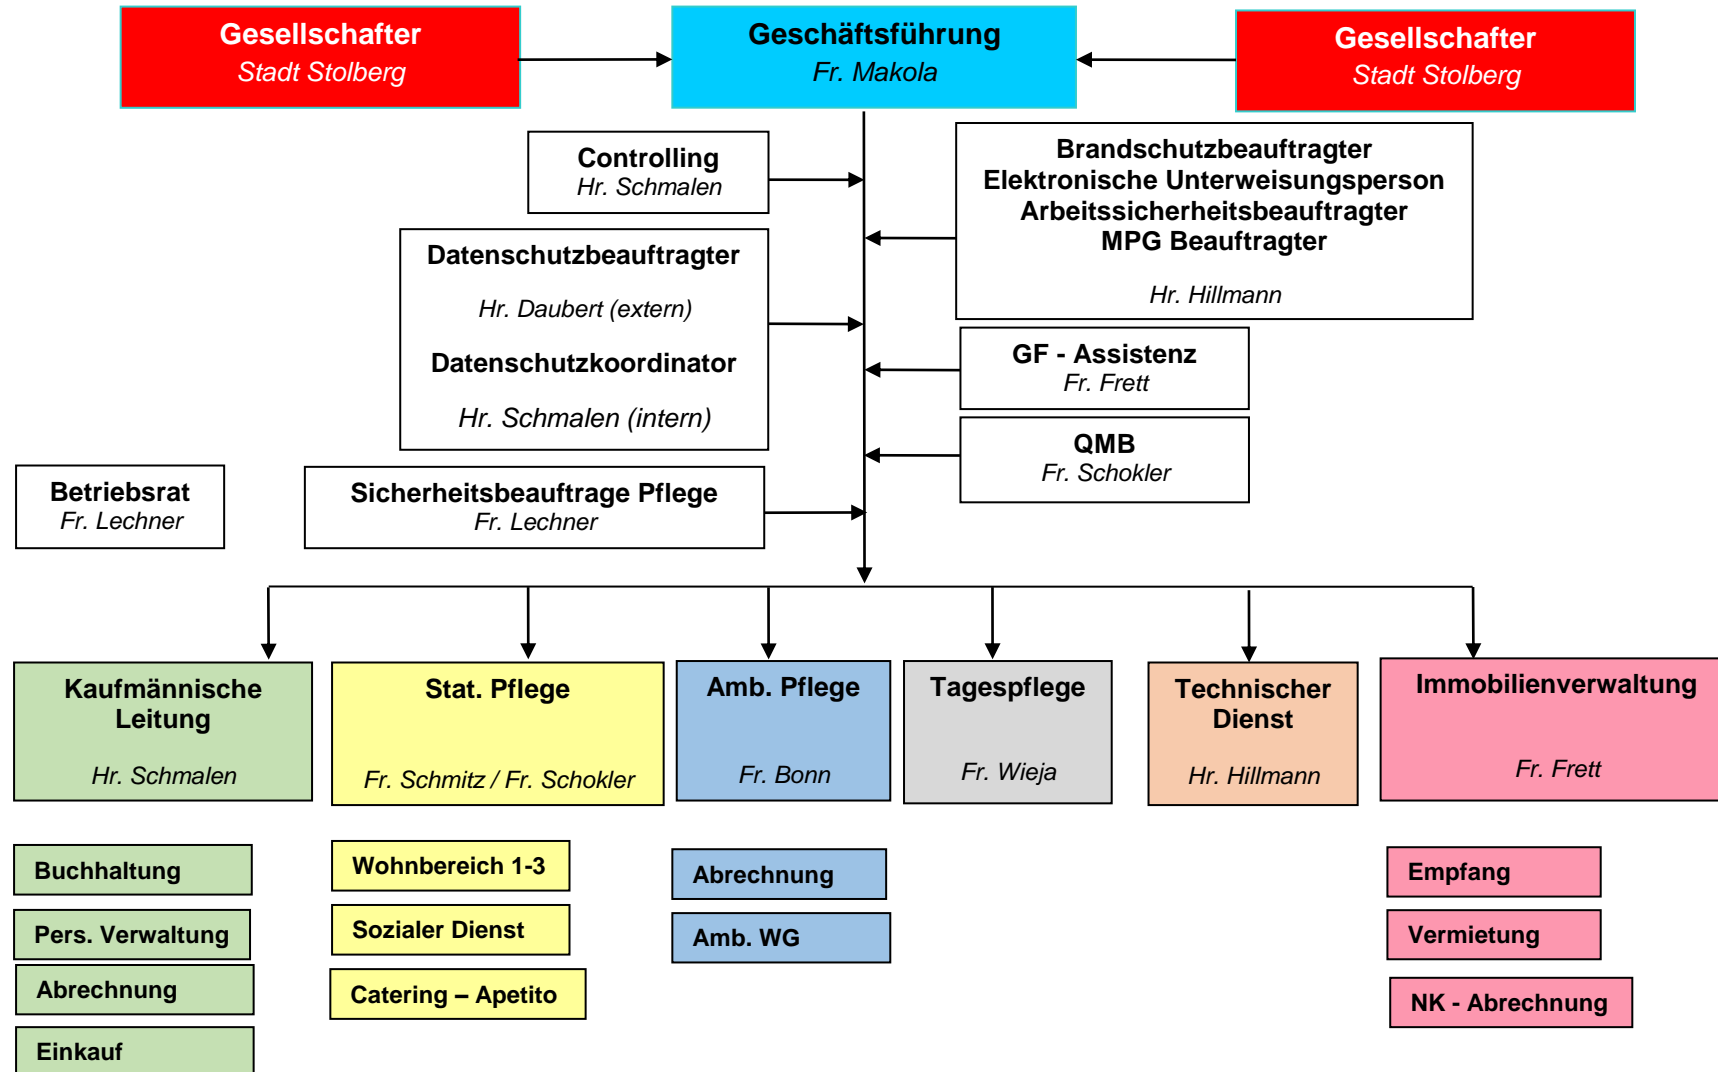 Gesellschafter
Stadt Stolberg
Geschäftsführung
Fr. Makola
Gesellschafter
Stadt Stolberg
Controlling
Hr. Schmalen
Brandschutzbeauftragter
Elektronische Unterweisungsperson
Arbeitssicherheitsbeauftragter
MPG Beauftragter
Hr. Hillmann
Datenschutzbeauftragter
Hr. Daubert (extern)
Datenschutzkoordinator
Hr. Schmalen (intern)
GF - Assistenz
Fr. Frett
QMB
Fr. Schokler
Betriebsrat
Fr. Lechner
Sicherheitsbeauftrage Pflege
Fr. Lechner
Kaufmännische
Leitung
Hr. Schmalen
Stat. Pflege
Fr. Schmitz / Fr. Schokler
Amb. Pflege
Fr. Bonn
Tagespflege
Fr. Wieja
Technischer
Dienst
Hr. Hillmann
Immobilienverwaltung
Fr. Frett
Buchhaltung
Pers. Verwaltung
Abrechnung
Einkauf
Wohnbereich 1-3
Sozialer Dienst
Catering – Apetito
Abrechnung
Amb. WG
Empfang
Vermietung
NK - Abrechnung